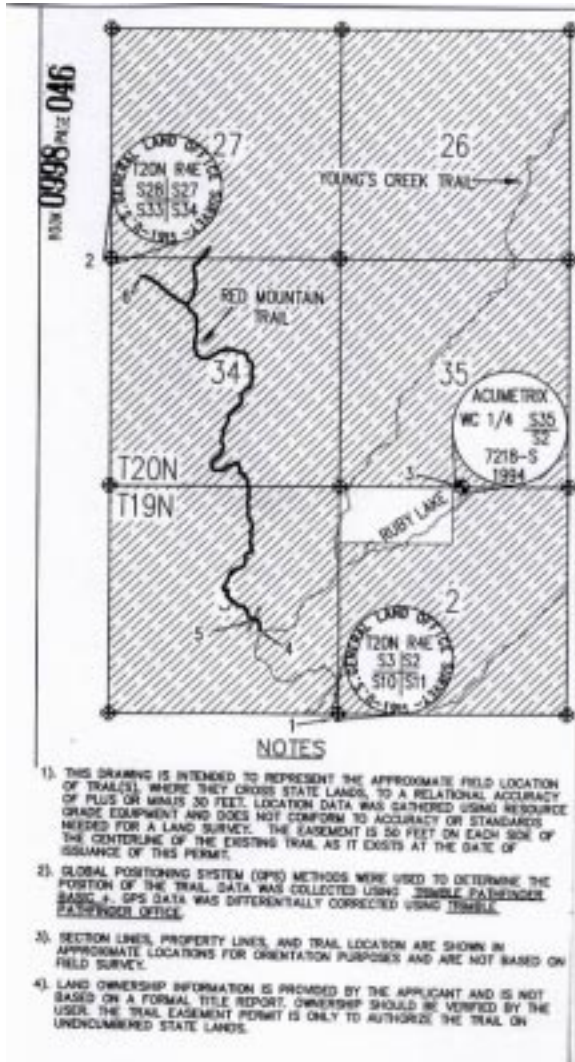 BOOK 0998 PAGE 046
27
26
GENERAL LAND OFFICE
T20N R4E
S28 S27
S33 S34
YOUNG'S CREEK TRAIL
2
6
RED MOUNTAIN
TRAIL
34
35
ACUMETRIX
WC 1/4 S35
S2
7218-S
1994
3
T20N
T19N
RUBY LAKE
3
2
GENERAL LAND OFFICE
T20N R4E
S3 S2
S10 S11
5
4
1
NOTES
1). THIS DRAWING IS INTENDED TO REPRESENT THE APPROXIMATE FIELD LOCATION
OF TRAIL(S), WHERE THEY CROSS STATE LANDS, TO A RELATIONAL ACCURACY
OF PLUS OR MINUS 30 FEET. LOCATION DATA WAS GATHERED USING RESOURCE
GRADE EQUIPMENT AND DOES NOT CONFORM TO ACCURACY OR STANDARDS
NEEDED FOR A LAND SURVEY. THE EASEMENT IS 50 FEET ON EACH SIDE OF
THE CENTERLINE OF THE EXISTING TRAIL AS IT EXISTS AT THE DATE OF
ISSUANCE OF THIS PERMIT.
2). GLOBAL POSITIONING SYSTEM (GPS) METHODS WERE USED TO DETERMINE THE
POSITION OF THE TRAIL. DATA WAS COLLECTED USING TRIMBLE PATHFINDER
BASIC +. GPS DATA WAS DIFFERENTIALLY CORRECTED USING TRIMBLE
PATHFINDER OFFICE.
3). SECTION LINES, PROPERTY LINES, AND TRAIL LOCATION ARE SHOWN IN
APPROXIMATE LOCATIONS FOR ORIENTATION PURPOSES AND ARE NOT BASED ON
FIELD SURVEY.
4). LAND OWNERSHIP INFORMATION IS PROVIDED BY THE APPLICANT AND IS NOT
BASED ON A FORMAL TITLE REPORT. OWNERSHIP SHOULD BE VERIFIED BY THE
USER. THE TRAIL EASEMENT PERMIT IS ONLY TO AUTHORIZE THE TRAIL ON
UNENCUMBERED STATE LANDS.